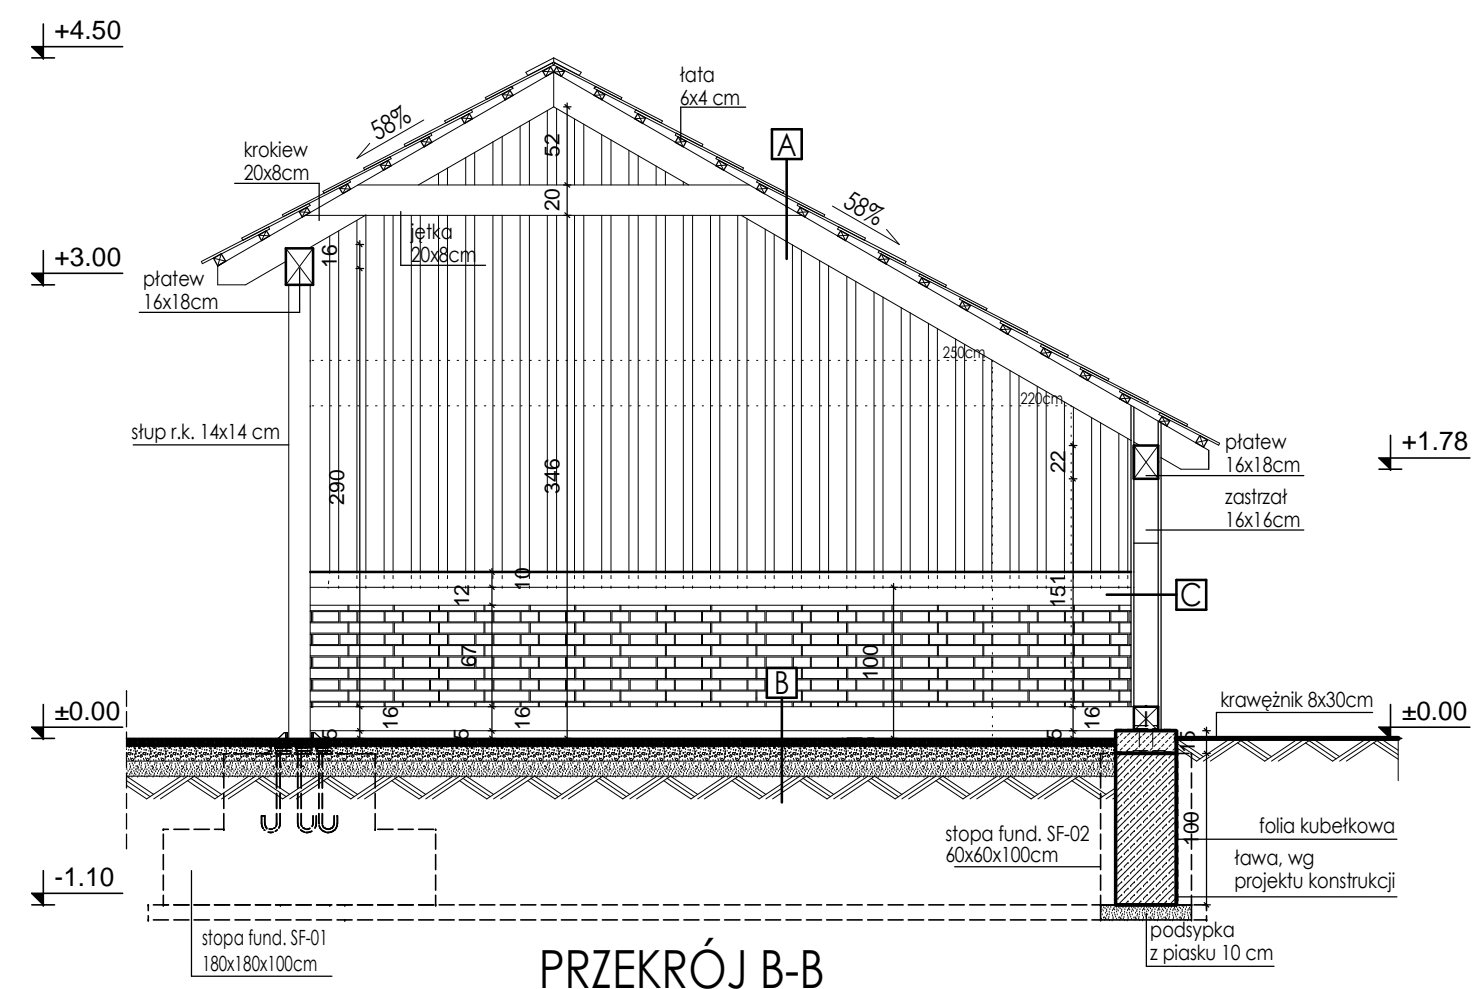 +4.50
łata
6x4 cm
58%
A
krokiew
20x8cm
52
20
58%
+3.00
jętka
20x8cm
16
płatew
16x18cm
250cm
220cm
słup r.k. 14x14 cm
290
346
22
płatew
16x18cm
+1.78
zastrzał
16x16cm
10
12
151
C
67
100
B
16
16
16
krawężnik 8x30cm
±0.00
±0.00
5
5
5
15
stopa fund. SF-02
60x60x100cm
100
folia kubełkowa
ława, wg
projektu konstrukcji
-1.10
stopa fund. SF-01
180x180x100cm
podsypka
z piasku 10 cm
PRZEKRÓJ B-B